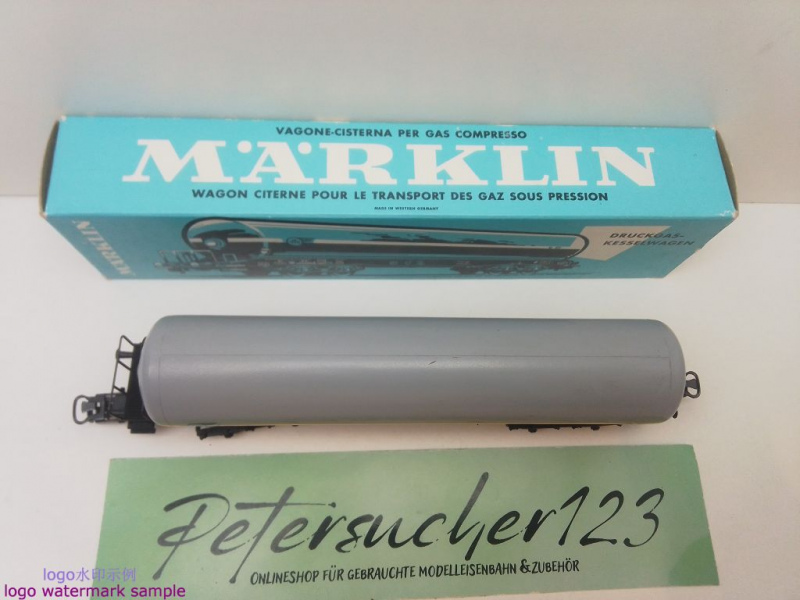 VAGONE-CISTERNA PER GAS COMPRESSO
MÄRKLIN
WAGON CITERNE POUR LE TRANSPORT DES GAZ SOUS PRESSION
MADE IN WESTERN GERMANY
MÄRKLIN
DRUCKGAS-
KESSELWAGEN
Petersucher123
ONLINESHOP FÜR GEBRAUCHTE MODELLEISENBAHN & ZUBEHÖR
logo水印示例
logo watermark sample